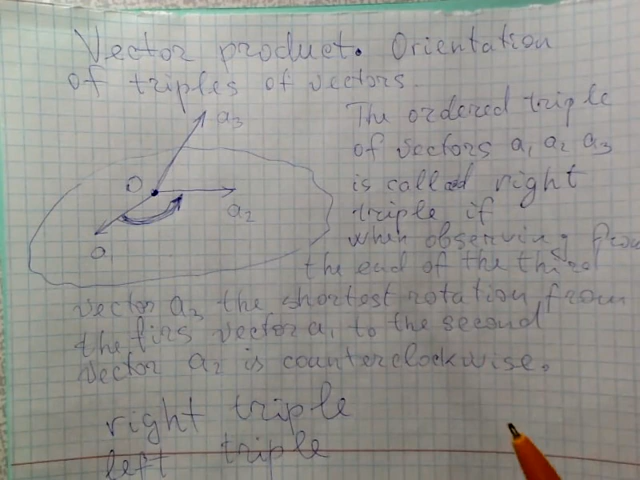 Vector product. Orientation
of triples of vectors.
a3
The ordered triple
of vectors a1 a2 a3
O
is called right
a2
triple if
a
when observing from
the end of the third
vector a3 the shortest rotation from
the firs vector a1 to the second
vector a2 is counterclockwise.
right triple
left triple